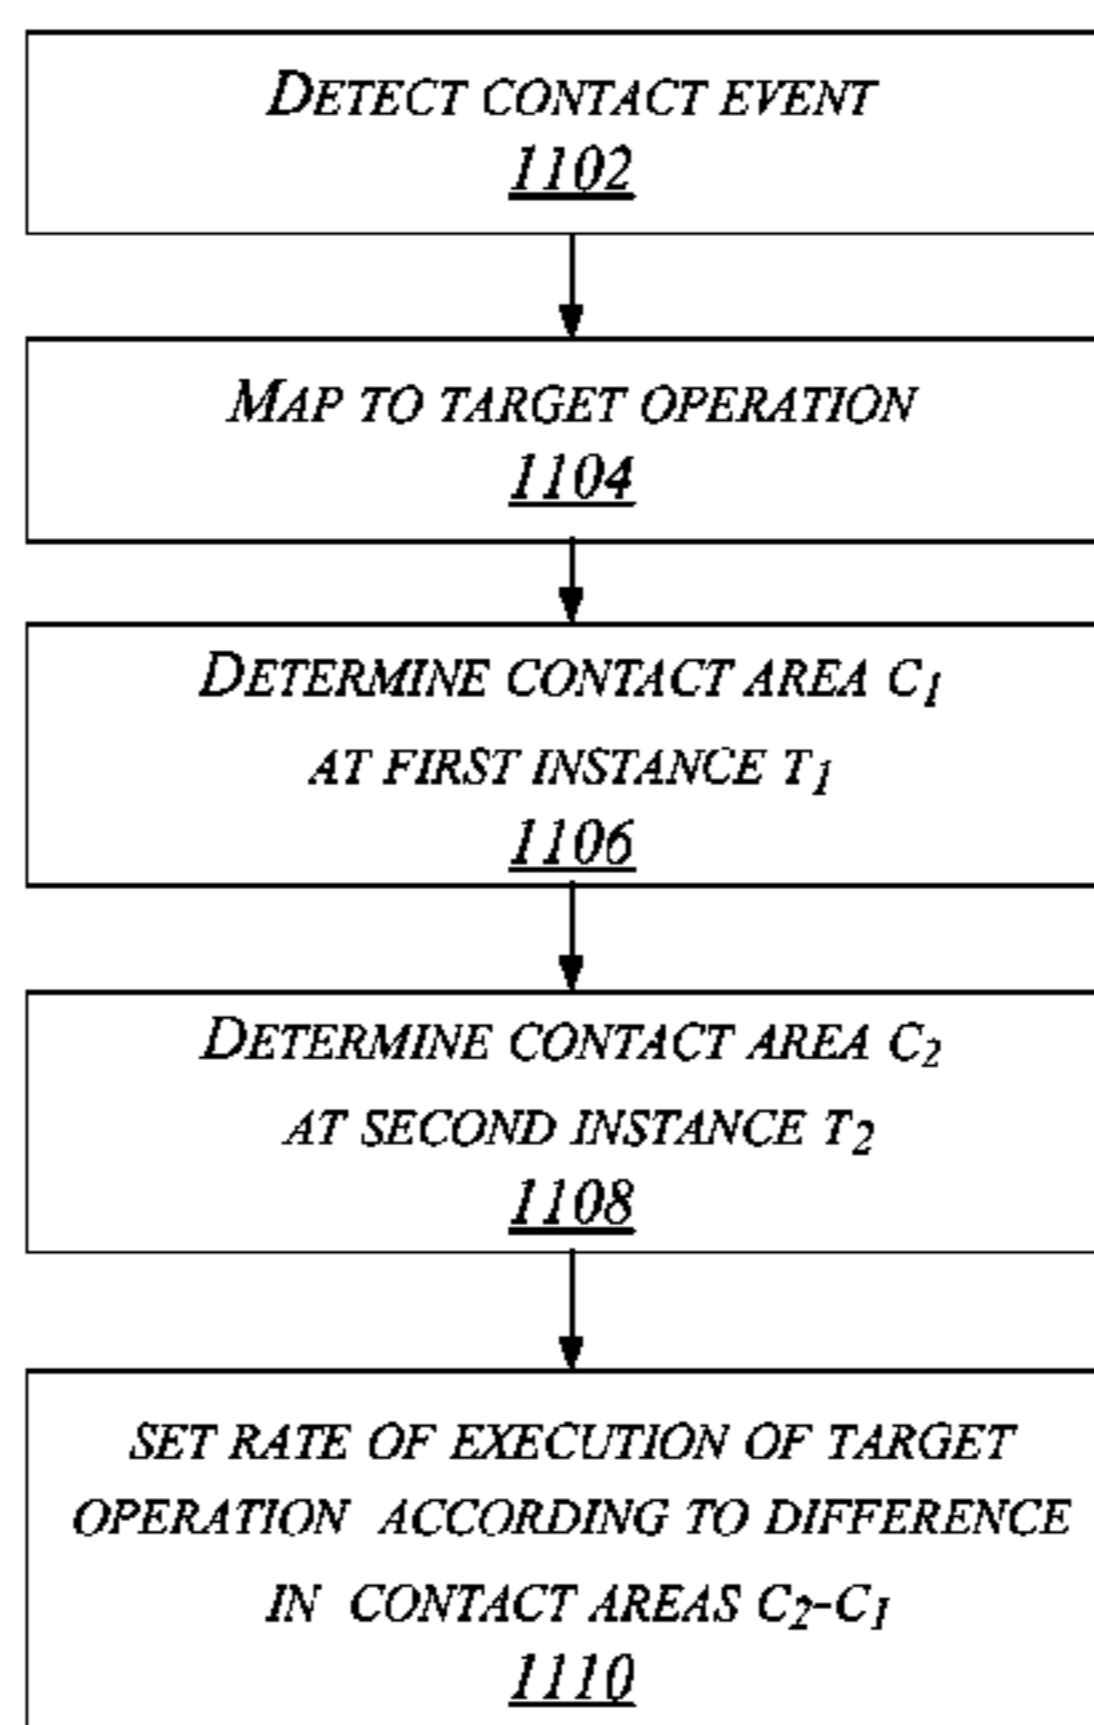 DETECT CONTACT EVENT
1102
MAP TO TARGET OPERATION
1104
DETERMINE CONTACT AREA C1
AT FIRST INSTANCE T1
1106
DETERMINE CONTACT AREA C2
AT SECOND INSTANCE T2
1108
SET RATE OF EXECUTION OF TARGET
OPERATION ACCORDING TO DIFFERENCE
IN CONTACT AREAS C2-C1
1110